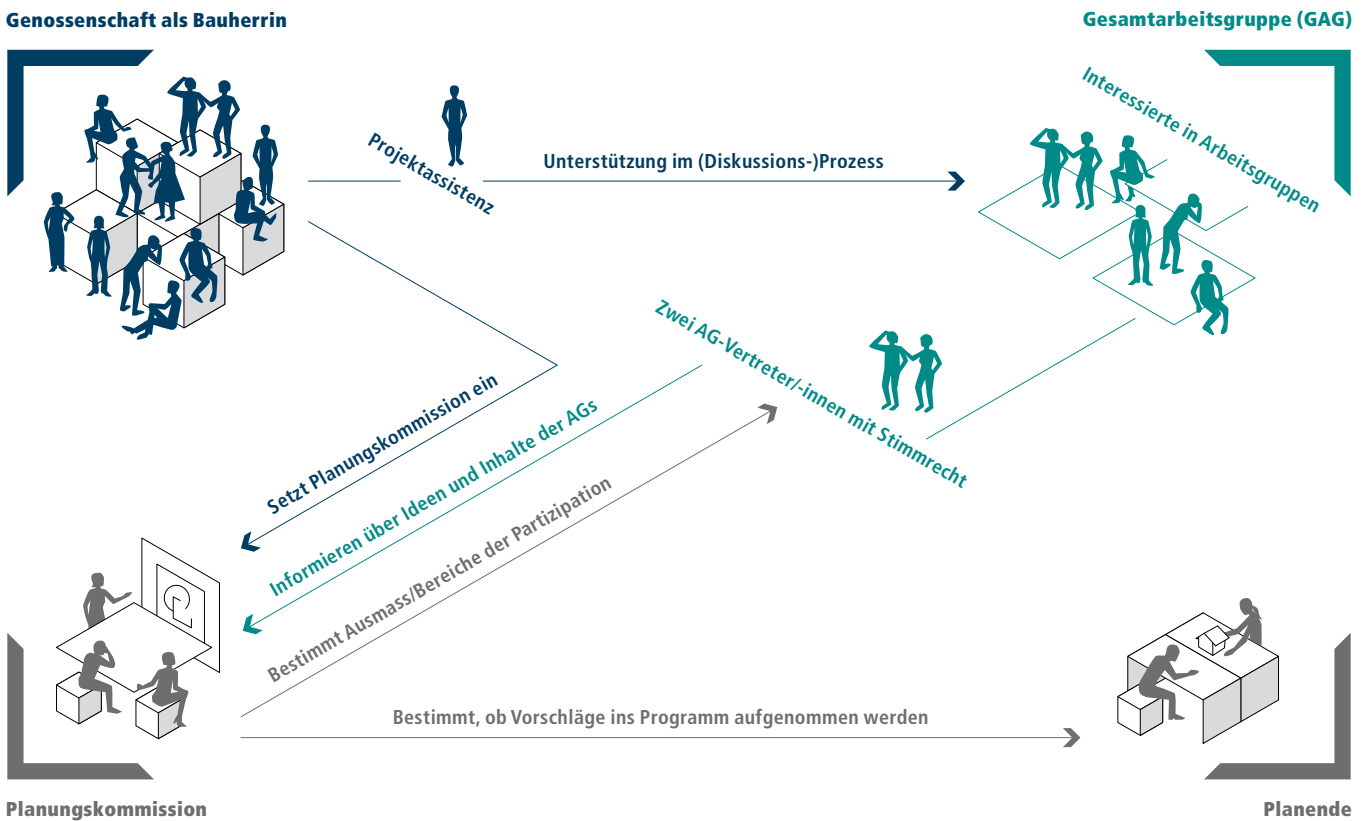 Genossenschaft als Bauherrin
Gesamtarbeitsgruppe (GAG)
Interessierte in Arbeitsgruppen
Projektassistenz
Unterstützung im (Diskussions-)Prozess
Zwei AG-Vertreter/-innen mit Stimmrecht
Setzt Planungskommission ein
Informieren über Ideen und Inhalte der AGs
Bestimmt Ausmass/Bereiche der Partizipation
Bestimmt, ob Vorschläge ins Programm aufgenommen werden
Planungskommission
Planende